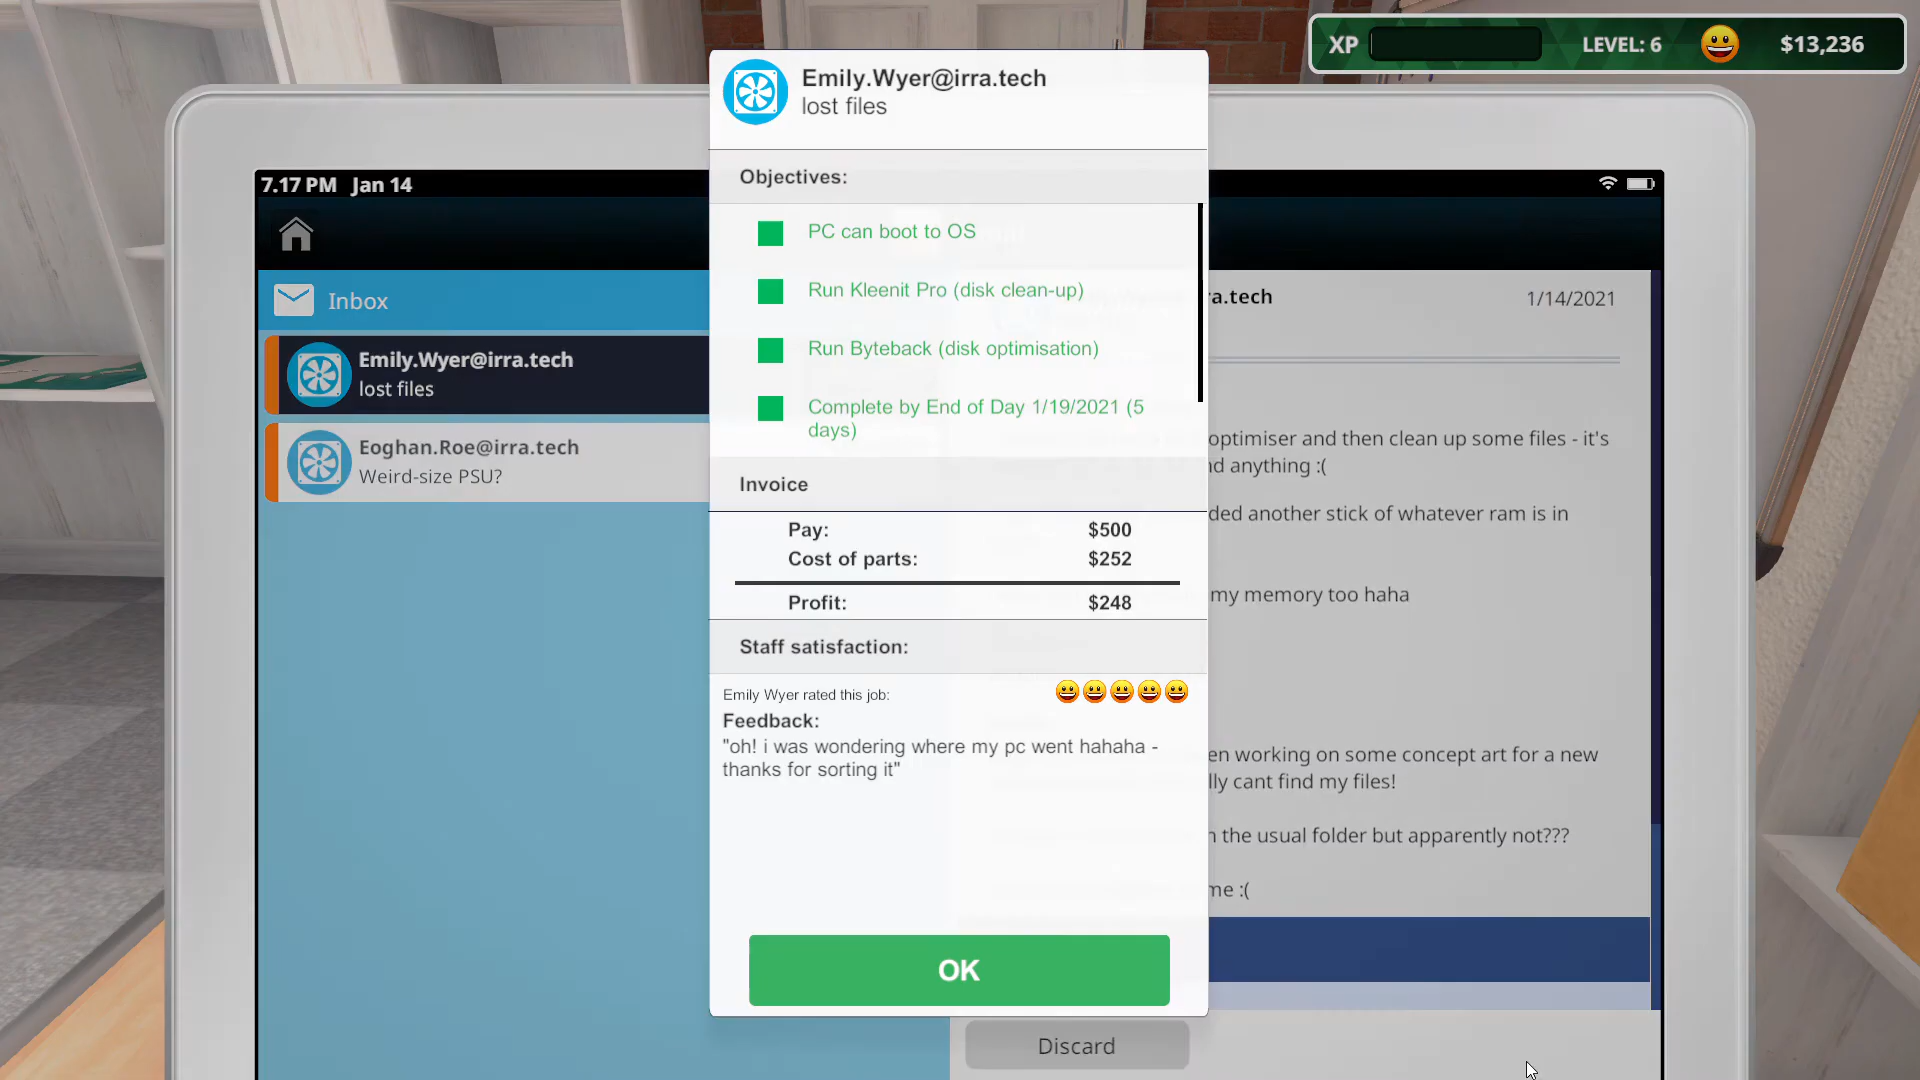 XP LEVEL: 6 $13,236
Emily.Wyer@irra.tech
lost files
7.17 PM Jan 14
Objectives:
PC can boot to OS
Run Kleenit Pro (disk clean-up)
Run Byteback (disk optimisation)
Complete by End of Day 1/19/2021 (5
days)
Invoice
Pay: $500
Cost of parts: $252
Profit: $248
Staff satisfaction:
Emily Wyer rated this job:
Feedback:
"oh! i was wondering where my pc went hahaha -
thanks for sorting it"
OK
Inbox
Emily.Wyer@irra.tech
lost files
Eoghan.Roe@irra.tech
Weird-size PSU?
a.tech 1/14/2021
optimiser and then clean up some files - it's
d anything :(
ded another stick of whatever ram is in
my memory too haha
en working on some concept art for a new
lly cant find my files!
the usual folder but apparently not???
me :(
Discard